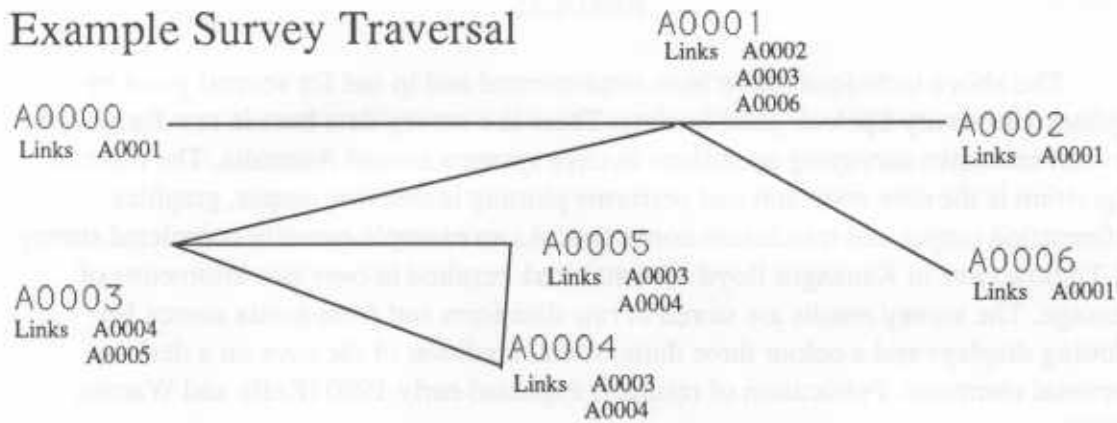 Example Survey Traversal
A0001
Links A0002
A0003
A0006
A0000
Links A0001
A0002
Links A0001
A0005
Links A0003
A0004
A0006
Links A0001
A0003
Links A0004
A0005
A0004
Links A0003
A0004